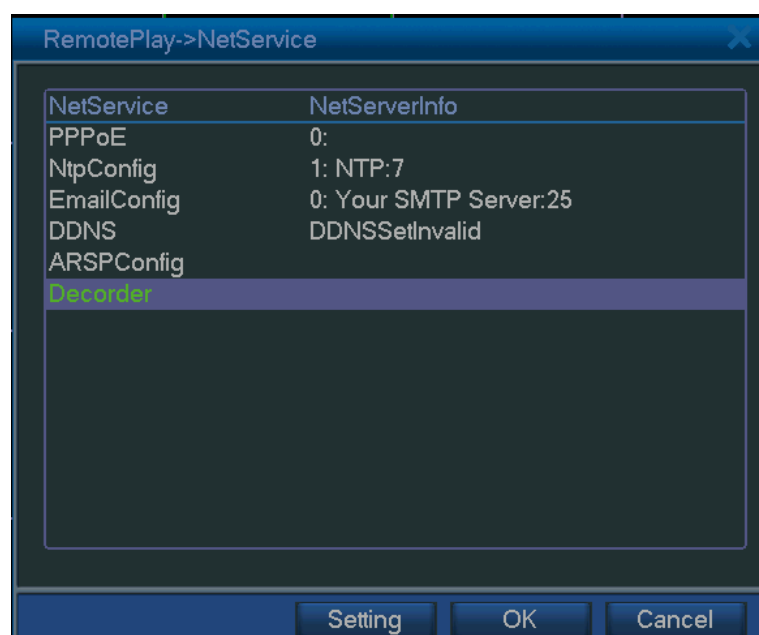 RemotePlay->NetService
NetService NetServerInfo
PPPoE 0:
NtpConfig 1: NTP:7
EmailConfig 0: Your SMTP Server:25
DDNS DDNSSetInvalid
ARSPConfig
Decorder
Setting OK Cancel